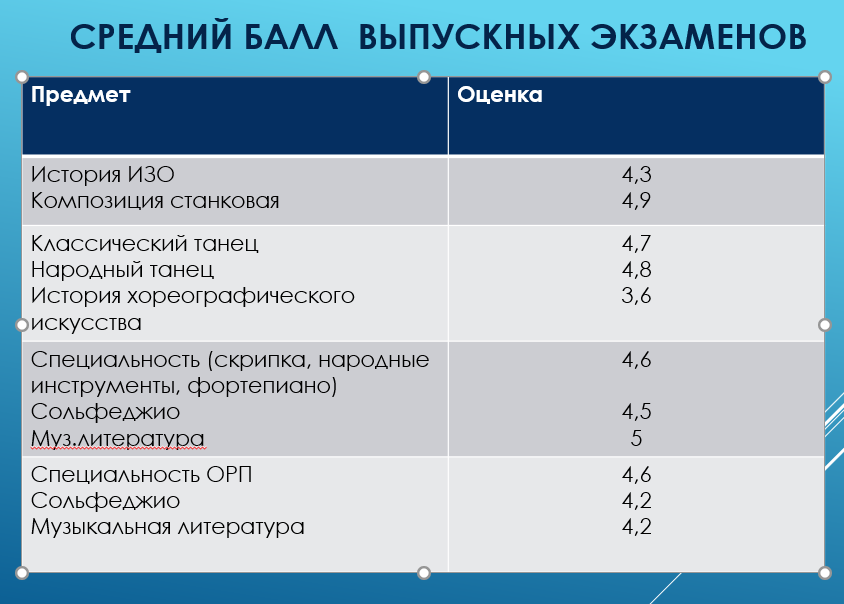 СРЕДНИЙ БАЛЛ ВЫПУСКНЫХ ЭКЗАМЕНОВ
Предмет Оценка
История ИЗО 4,3
Композиция станковая 4,9
Классический танец 4,7
Народный танец 4,8
История хореографического 3,6
искусства
Специальность (скрипка, народные 4,6
инструменты, фортепиано)
Сольфеджио 4,5
Муз.литература 5
Специальность ОРП 4,6
Сольфеджио 4,2
Музыкальная литература 4,2